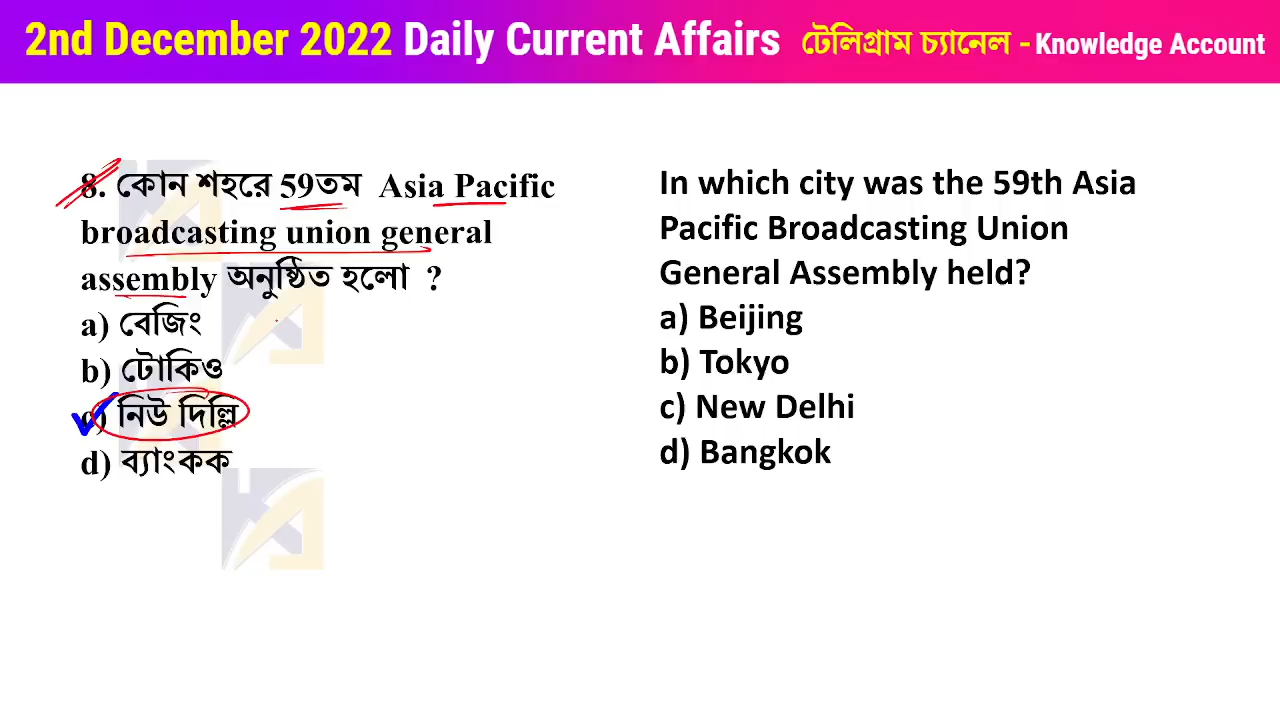 2nd December 2022 Daily Current Affairs টেলিগ্রাম চ্যানেল - Knowledge Account
8. কোন শহরে 59তম Asia Pacific
broadcasting union general
assembly অনুষ্ঠিত হলো ?
a) বেজিং
b) টোকিও
c) নিউ দিল্লি
d) ব্যাংকক
In which city was the 59th Asia
Pacific Broadcasting Union
General Assembly held?
a) Beijing
b) Tokyo
c) New Delhi
d) Bangkok